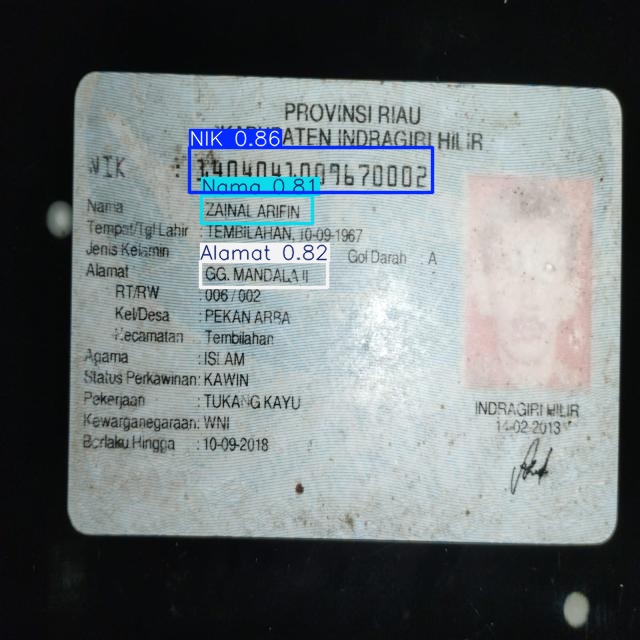 PROVINSI RIAU
KABUPATEN INDRAGIRI HILIR
NIK 0.86
NIK : 1404041009670002
Nama 0.81
Nama : ZAINAL ARIFIN
Tempat/Tgl Lahir : TEMBILAHAN, 10-09-1967
Alamat 0.82
Jenis Kelamin Gol Darah : A
Alamat : GG. MANDALA II
RT/RW : 006 / 002
Kel/Desa : PEKAN ARBA
Kecamatan : Tembilahan
Agama : ISLAM
Status Perkawinan : KAWIN
Pekerjaan : TUKANG KAYU
Kewarganegaraan : WNI
Berlaku Hingga : 10-09-2018
INDRAGIRI HILIR
14-02-2013